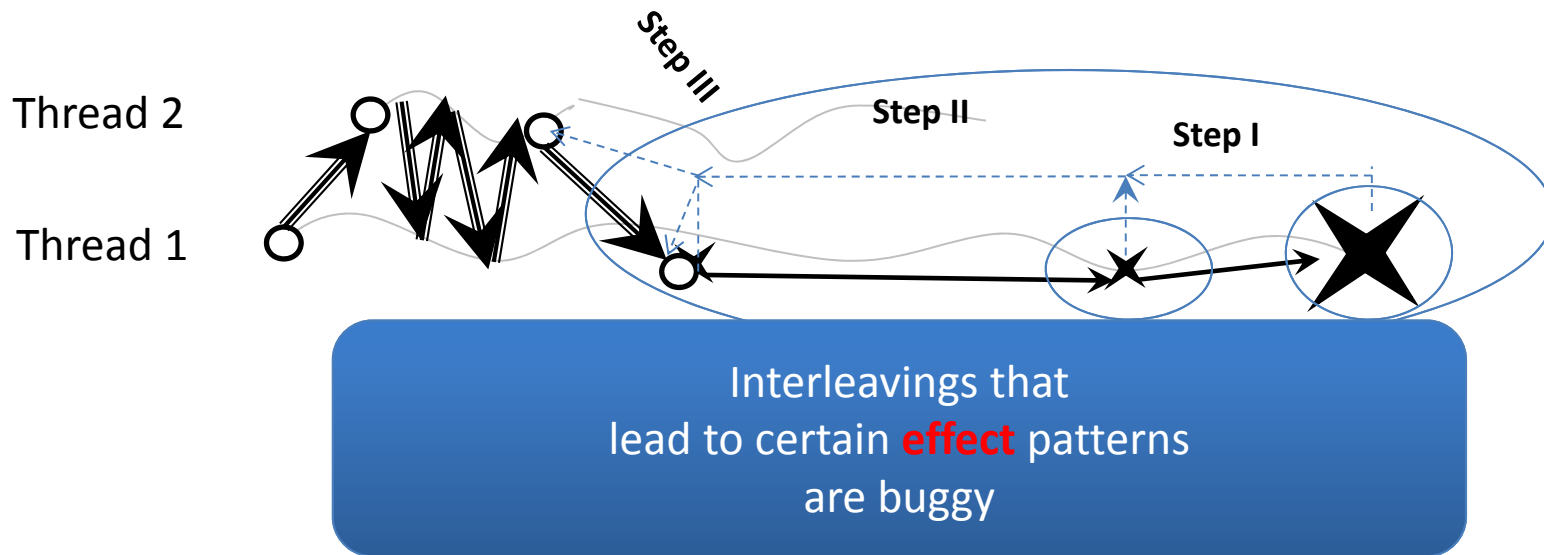 Step III
Thread 2
Step II
Step I
Thread 1
Interleavings that
lead to certain effect patterns
are buggy